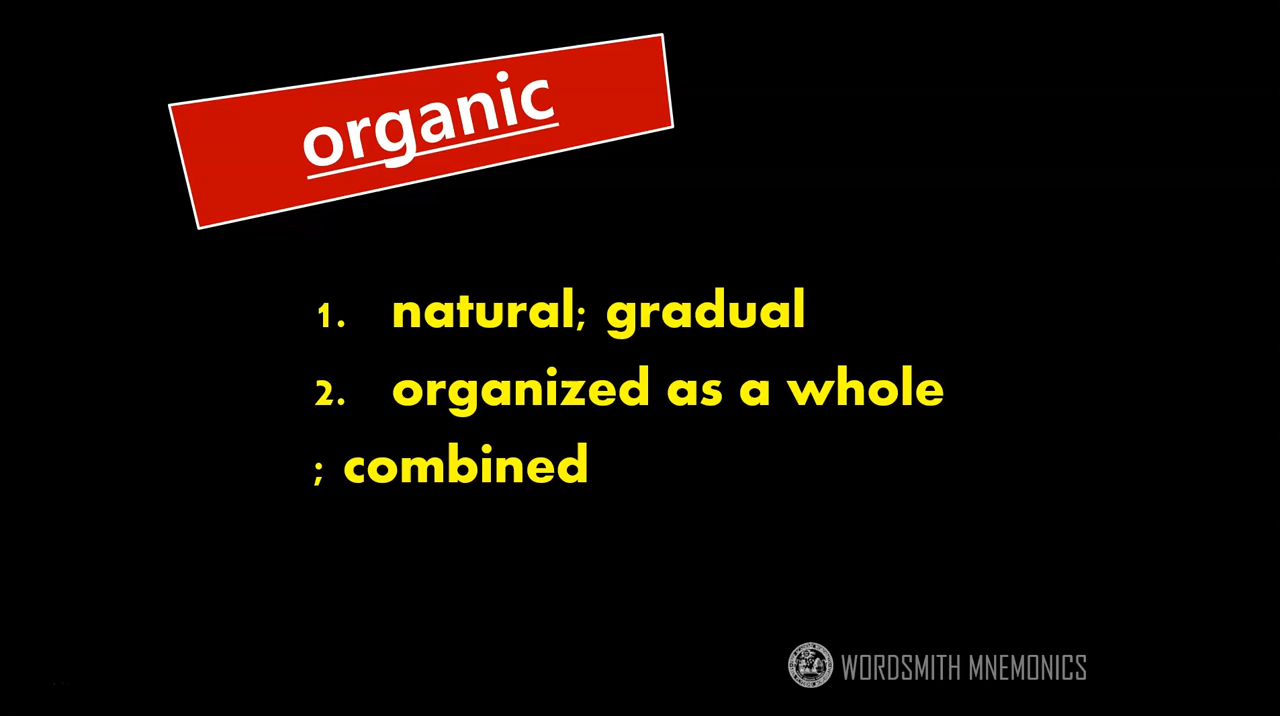 organic
1. natural; gradual
2. organized as a whole
; combined
WORDSMITH MNEMONICS